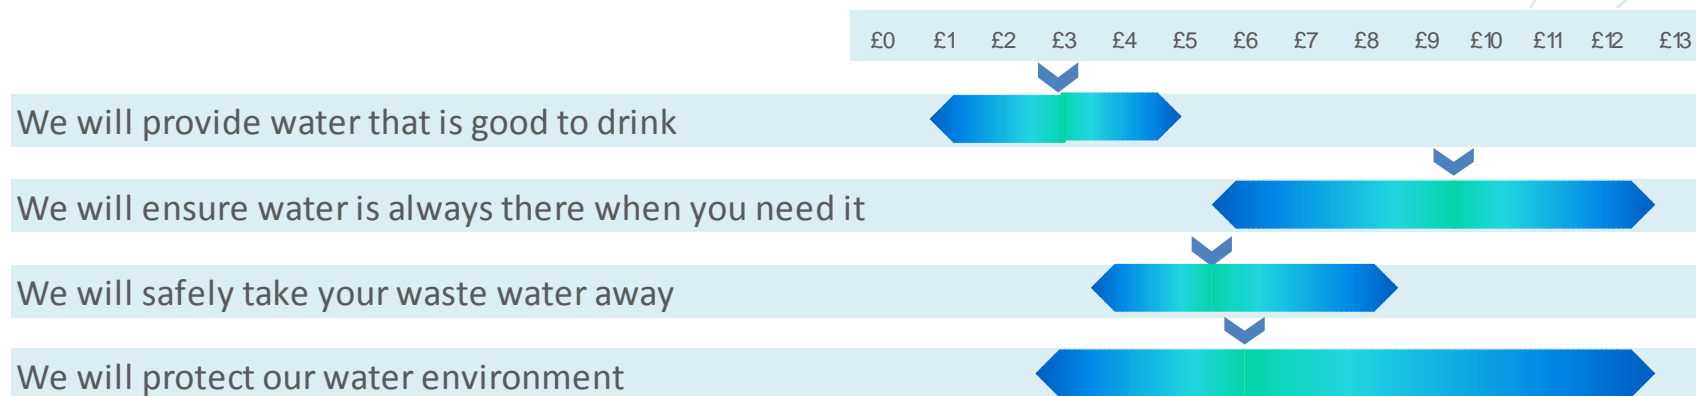 £0 £1 £2 £3 £4 £5 £6 £7 £8 £9 £10 £11 £12 £13
We will provide water that is good to drink
We will ensure water is always there when you need it
We will safely take your waste water away
We will protect our water environment